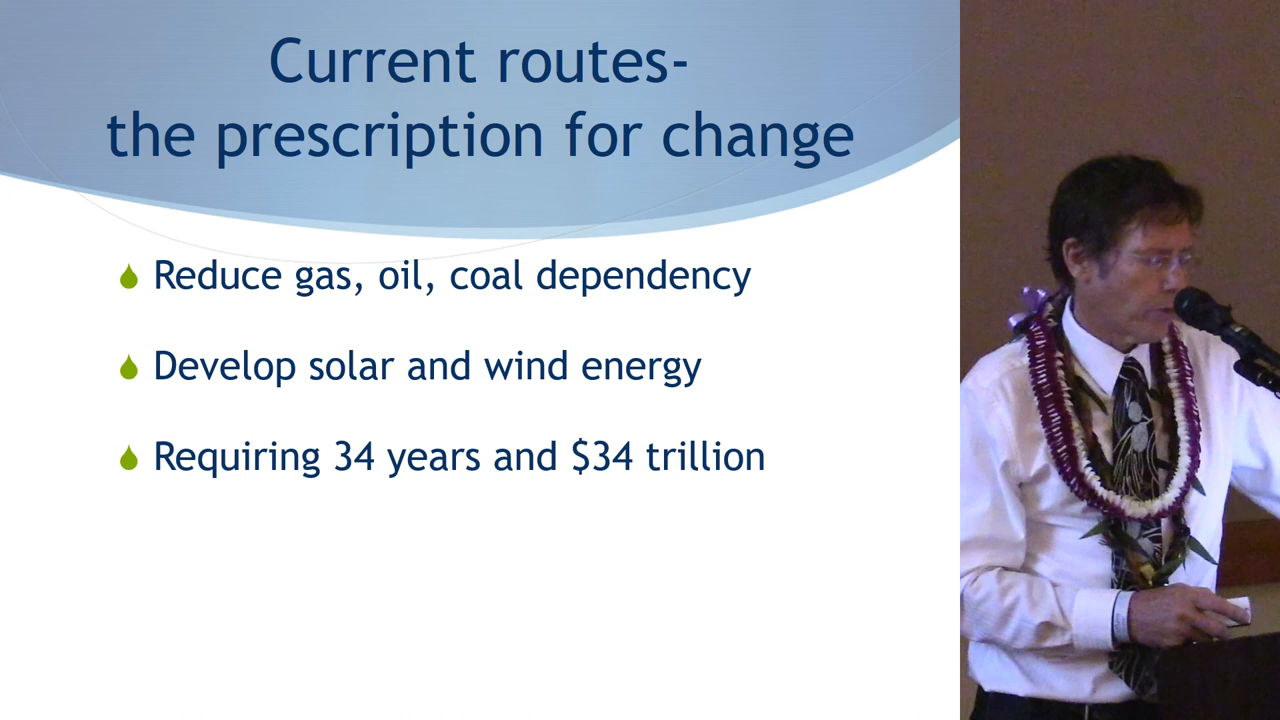 Current routes-
the prescription for change
Reduce gas, oil, coal dependency
Develop solar and wind energy
Requiring 34 years and $34 trillion